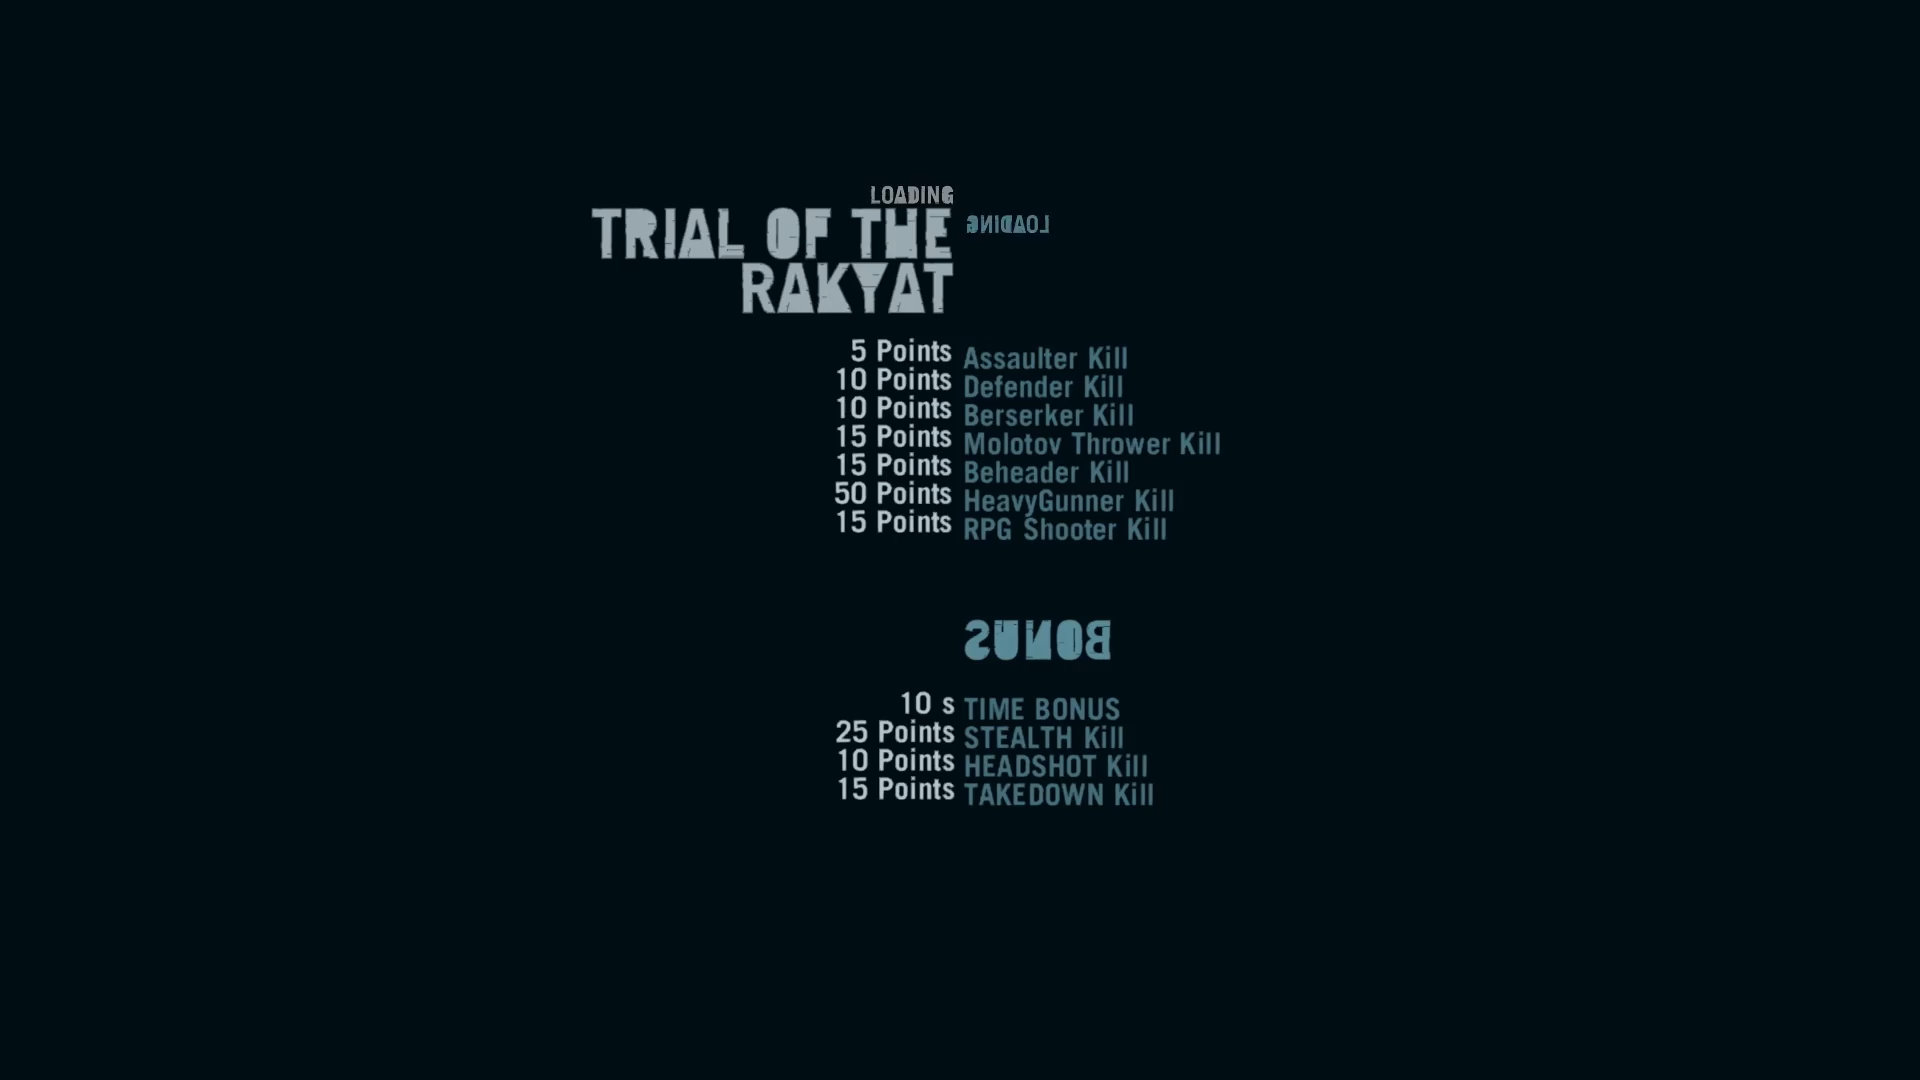 LOADING
LOADING
TRIAL OF THE
RAKYAT
5 Points Assaulter Kill
10 Points Defender Kill
10 Points Berserker Kill
15 Points Molotov Thrower Kill
15 Points Beheader Kill
50 Points HeavyGunner Kill
15 Points RPG Shooter Kill
BONUS
10 s TIME BONUS
25 Points STEALTH Kill
10 Points HEADSHOT Kill
15 Points TAKEDOWN Kill